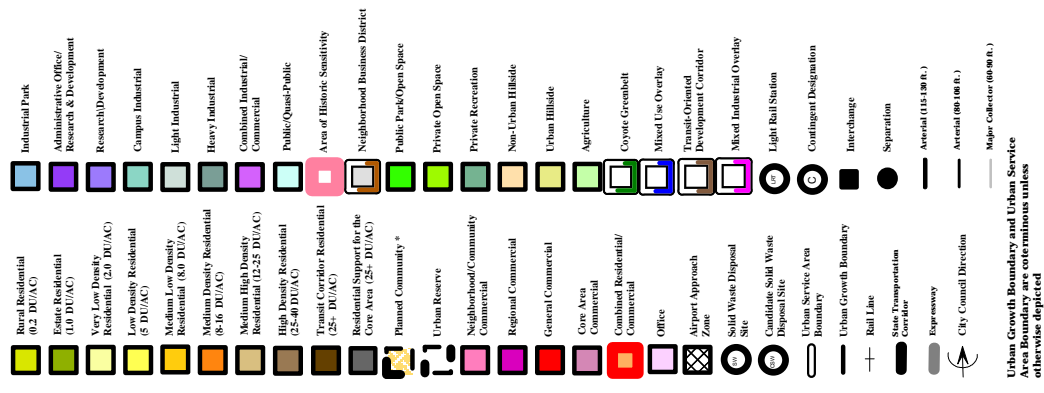 Industrial Park
Administrative Office/
Research & Development
Research\Development
Campus Industrial
Light Industrial
Heavy Industrial
Combined Industrial/
Commercial
Public/Quasi-Public
Area of Historic Sensitivity
Neighborhood Business District
Public Park/Open Space
Private Open Space
Private Recreation
Non-Urban Hillside
Urban Hillside
Agriculture
Coyote Greenbelt
Mixed Use Overlay
Transit-Oriented
Development Corridor
Mixed Industrial Overlay
LRT
Light Rail Station
C
Contingent Designation
Interchange
Separation
Arterial (115-130 ft.)
Arterial (80-106 ft.)
Major Collector (60-90 ft.)
Rural Residential
(0.2 DU/AC)
Estate Residential
(1.0 DU/AC)
Very Low Density
Residential (2.0 DU/AC)
Low Density Residential
(5 DU/AC)
Medium Low Density
Residential (8.0 DU/AC)
Medium Density Residential
(8-16 DU/AC)
Medium High Density
Residential (12-25 DU/AC)
High Density Residential
(25-40 DU/AC)
Transit Corridor Residential
(25+ DU/AC)
Residential Support for the
Core Area (25+ DU/AC)
Planned Community *
Urban Reserve
Neighborhood/Community
Commercial
Regional Commercial
General Commercial
Core Area
Commercial
Combined Residential/
Commercial
Office
Airport Approach
Zone
SW
Solid Waste Disposal
Site
CSW
Candidate Solid Waste
Disposal Site
Urban Service Area
Boundary
Urban Growth Boundary
Rail Line
State Transportation
Corridor
Expressway
City Council Direction
Urban Growth Boundary and Urban Service
Area Boundary are coterminous unless
otherwise depicted